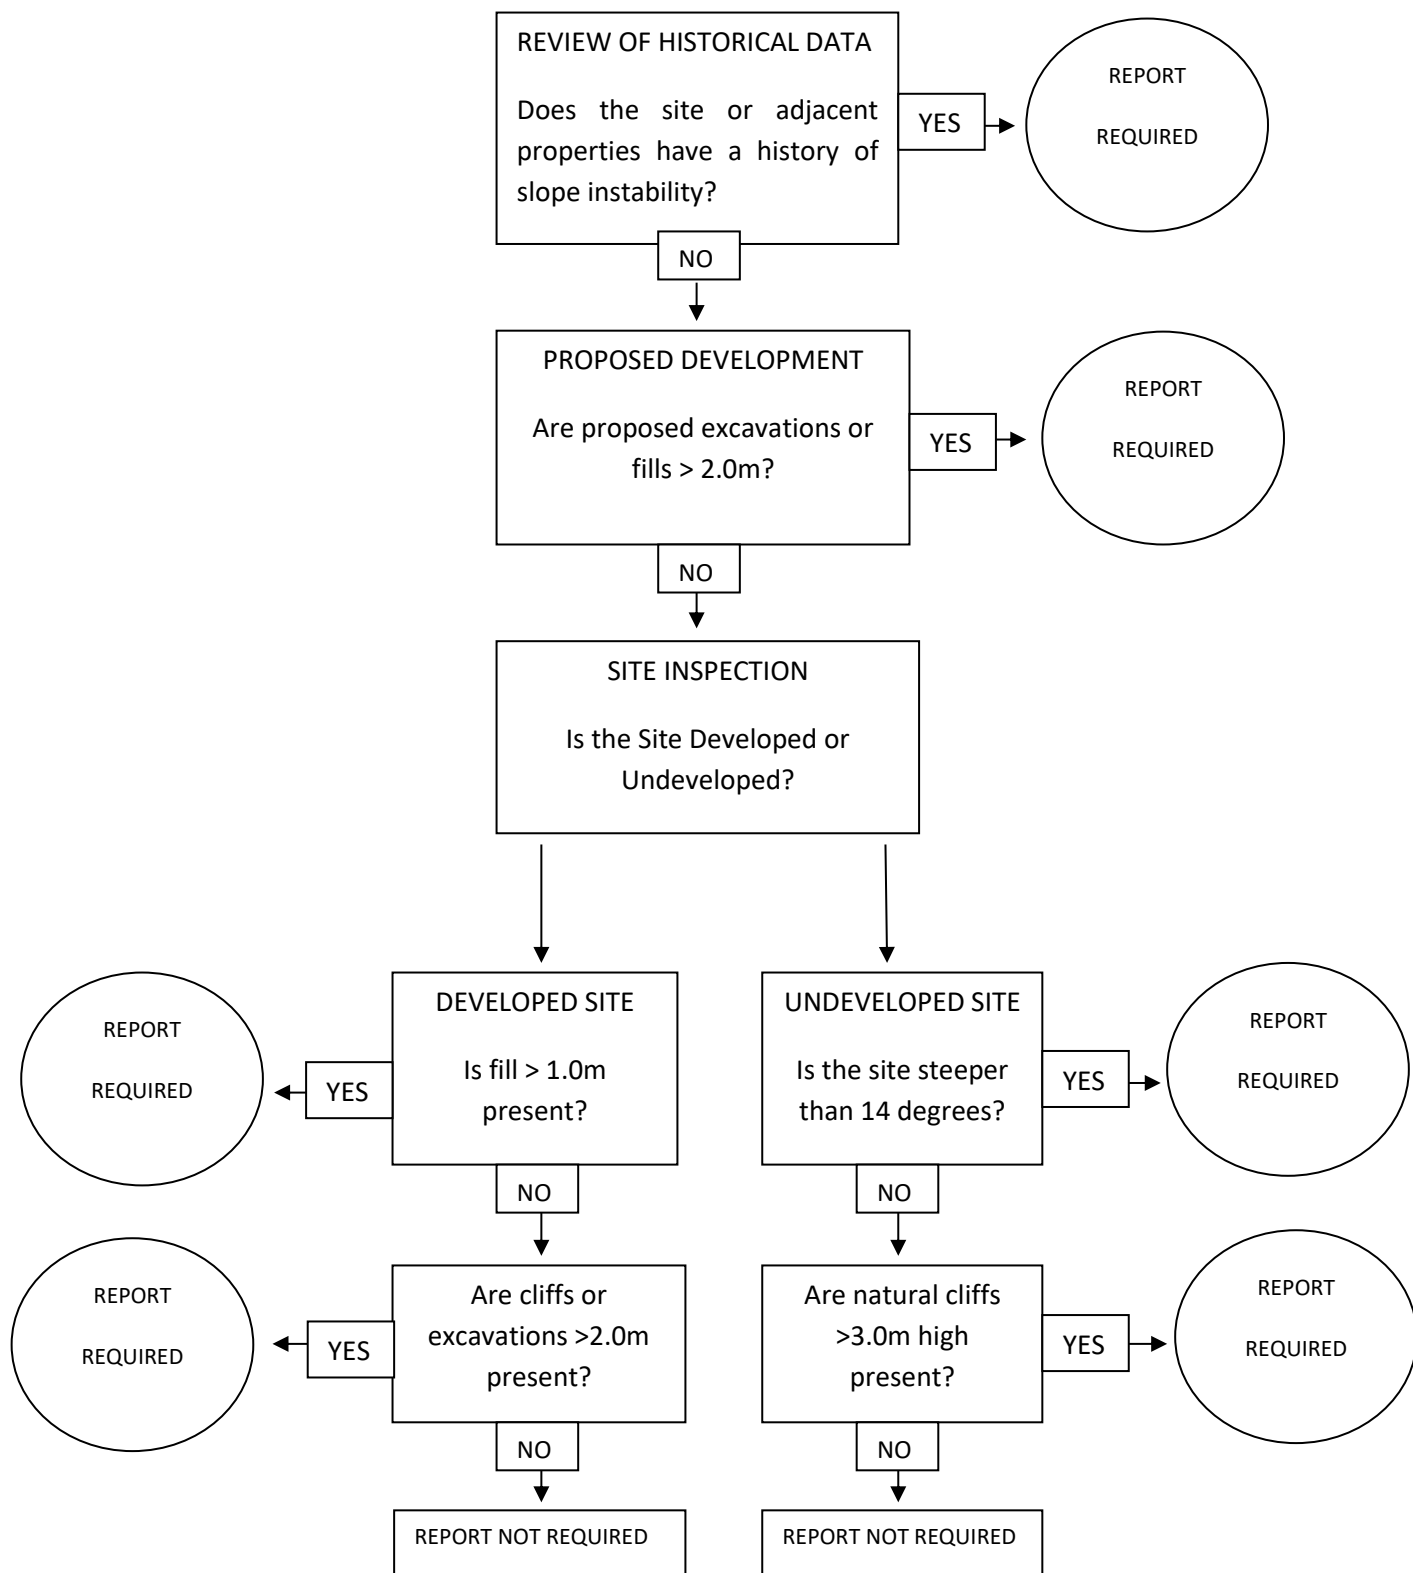 REVIEW OF HISTORICAL DATA
Does the site or adjacent
properties have a history of
slope instability?
YES
REPORT
REQUIRED
NO
PROPOSED DEVELOPMENT
Are proposed excavations or
fills > 2.0m?
YES
REPORT
REQUIRED
NO
SITE INSPECTION
Is the Site Developed or
Undeveloped?
DEVELOPED SITE
Is fill > 1.0m
present?
YES
REPORT
REQUIRED
NO
Are cliffs or
excavations >2.0m
present?
YES
REPORT
REQUIRED
NO
REPORT NOT REQUIRED
UNDEVELOPED SITE
Is the site steeper
than 14 degrees?
YES
REPORT
REQUIRED
NO
Are natural cliffs
>3.0m high
present?
YES
REPORT
REQUIRED
NO
REPORT NOT REQUIRED